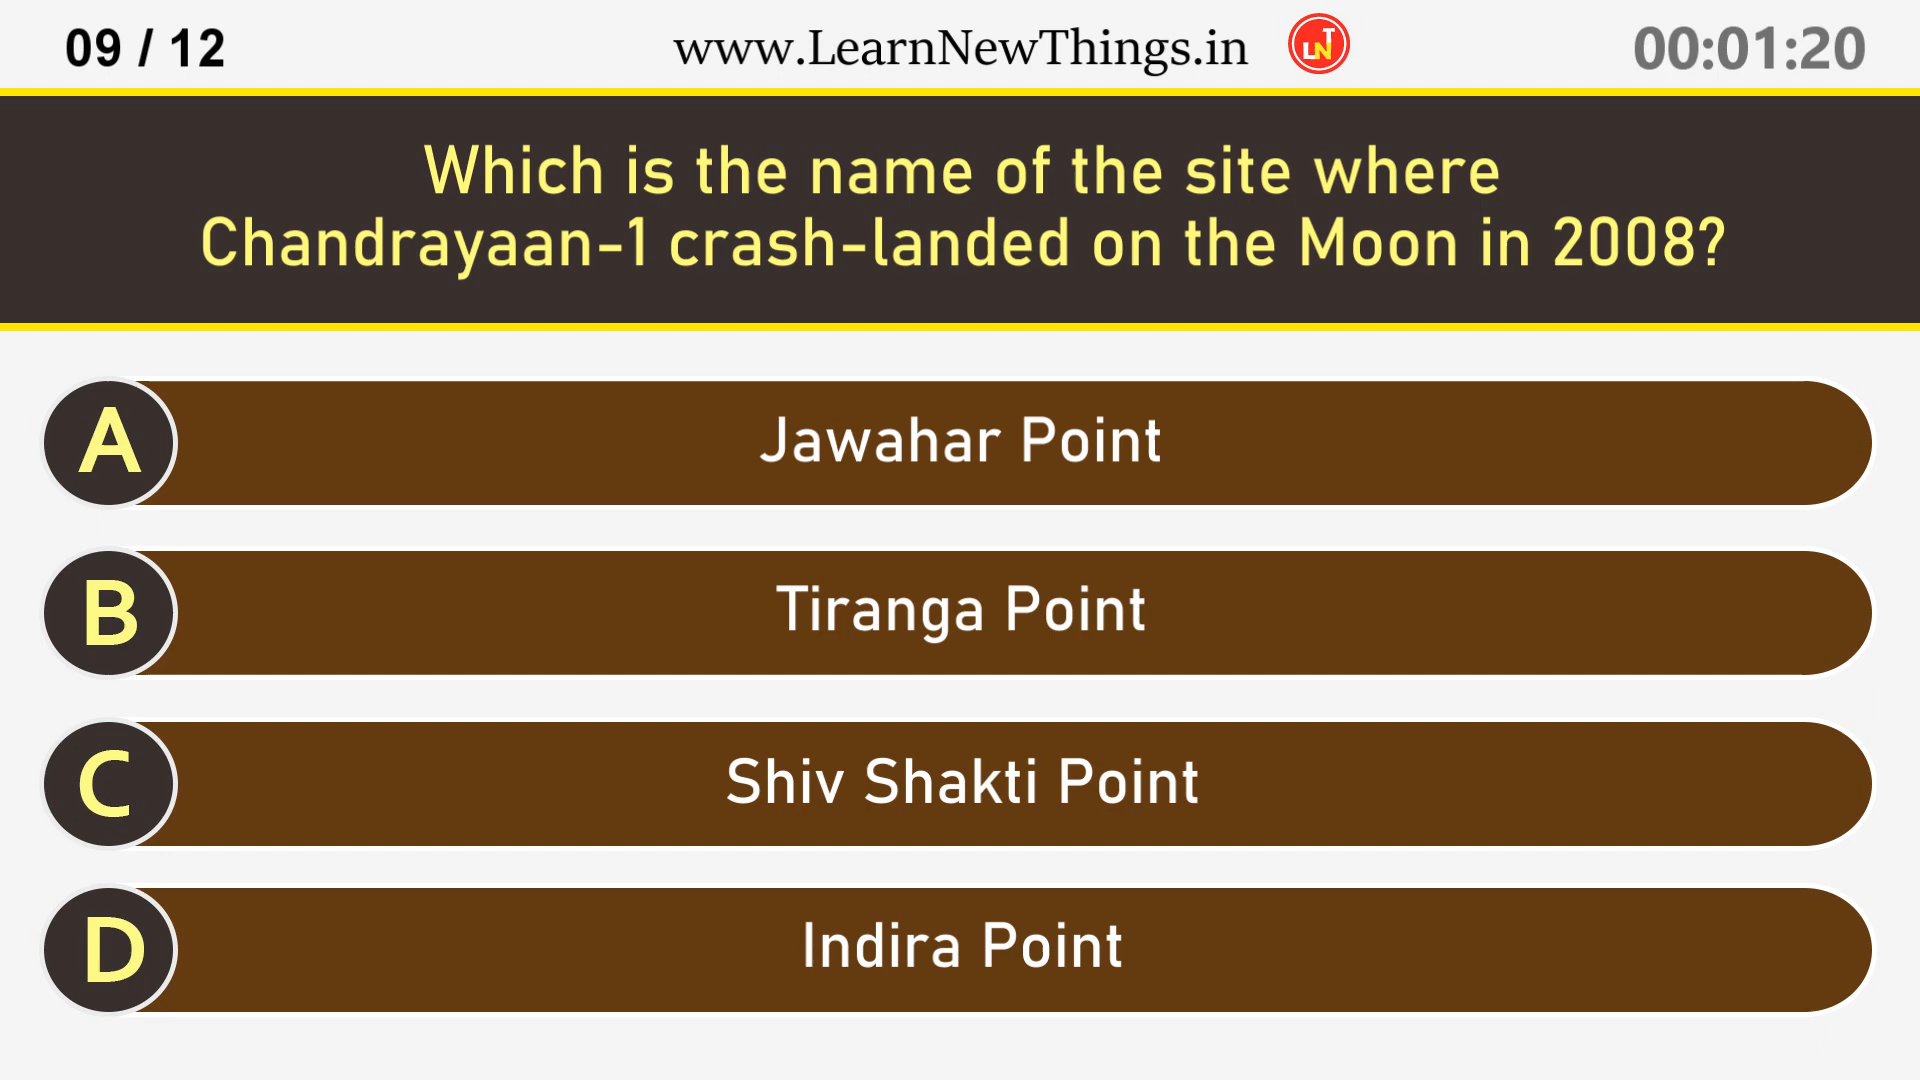 09 / 12
www.LearnNewThings.in
LNT
00:01:20
Which is the name of the site where
Chandrayaan-1 crash-landed on the Moon in 2008?
A
Jawahar Point
B
Tiranga Point
C
Shiv Shakti Point
D
Indira Point